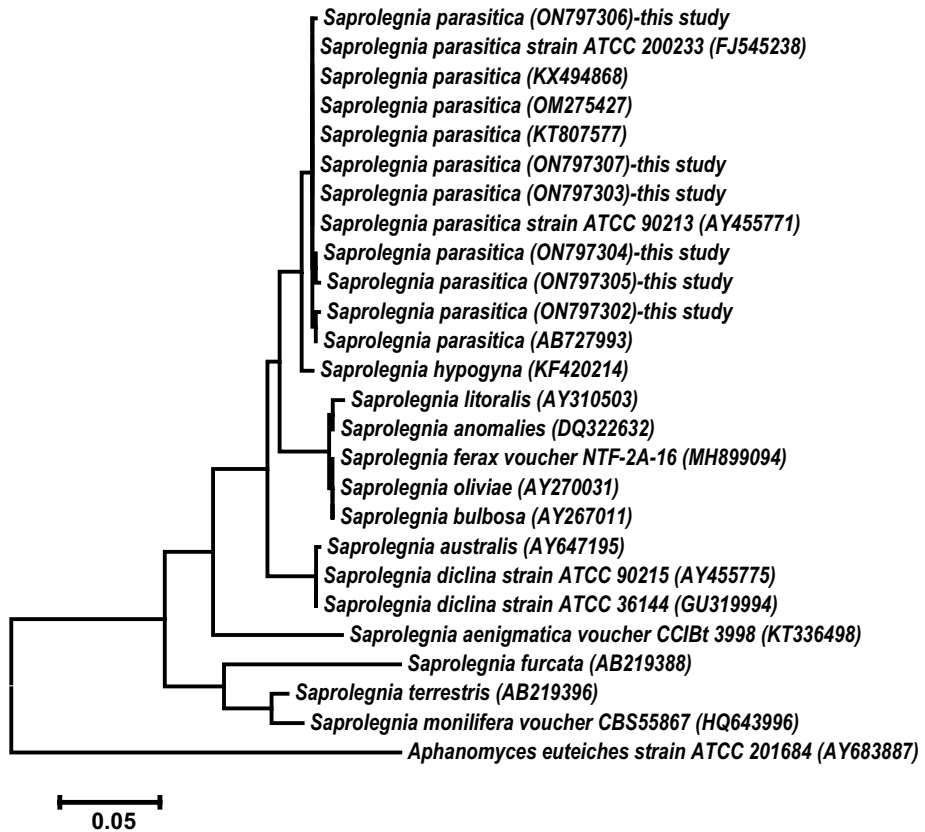 Saprolegnia parasitica (ON797306)-this study
Saprolegnia parasitica strain ATCC 200233 (FJ545238)
Saprolegnia parasitica (KX494868)
Saprolegnia parasitica (OM275427)
Saprolegnia parasitica (KT807577)
Saprolegnia parasitica (ON797307)-this study
Saprolegnia parasitica (ON797303)-this study
Saprolegnia parasitica strain ATCC 90213 (AY455771)
Saprolegnia parasitica (ON797304)-this study
Saprolegnia parasitica (ON797305)-this study
Saprolegnia parasitica (ON797302)-this study
Saprolegnia parasitica (AB727993)
Saprolegnia hypogyna (KF420214)
Saprolegnia litoralis (AY310503)
Saprolegnia anomalies (DQ322632)
Saprolegnia ferax voucher NTF-2A-16 (MH899094)
Saprolegnia oliviae (AY270031)
Saprolegnia bulbosa (AY267011)
Saprolegnia australis (AY647195)
Saprolegnia diclina strain ATCC 90215 (AY455775)
Saprolegnia diclina strain ATCC 36144 (GU319994)
Saprolegnia aenigmatica voucher CCIBt 3998 (KT336498)
Saprolegnia furcata (AB219388)
Saprolegnia terrestris (AB219396)
Saprolegnia monilifera voucher CBS55867 (HQ643996)
Aphanomyces euteiches strain ATCC 201684 (AY683887)
0.05